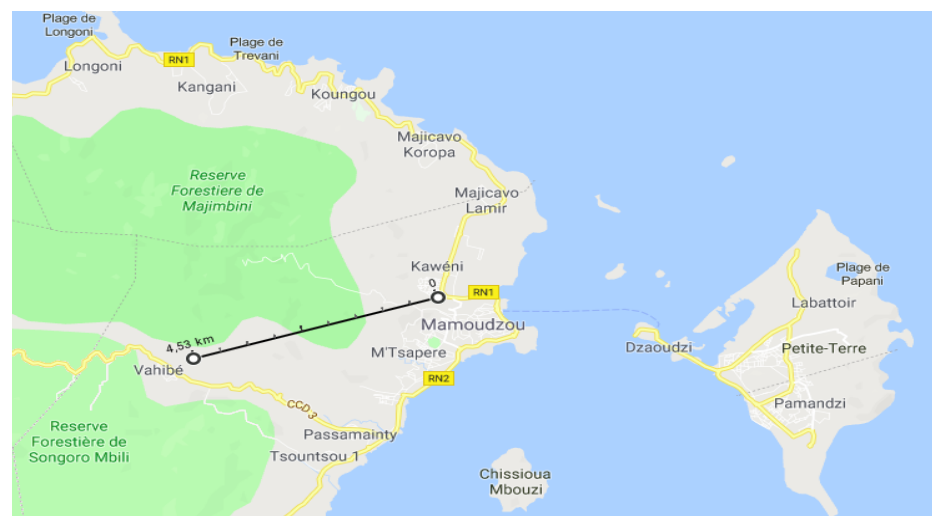 Plage de
Longoni
Longoni
RN1
Plage de
Trevani
Kangani
Koungou
Majicavo
Koropa
Reserve
Forestiere de
Majimbini
Majicavo
Lamir
Kawéni
0
RN1
Plage de
Papani
Labattoir
Mamoudzou
4,53 km
Vahibé
M'Tsapere
Dzaoudzi
Petite-Terre
RN2
CCD 3
Pamandzi
Reserve
Forestière de
Songoro Mbili
Passamainty
Tsountsou 1
Chissioua
Mbouzi